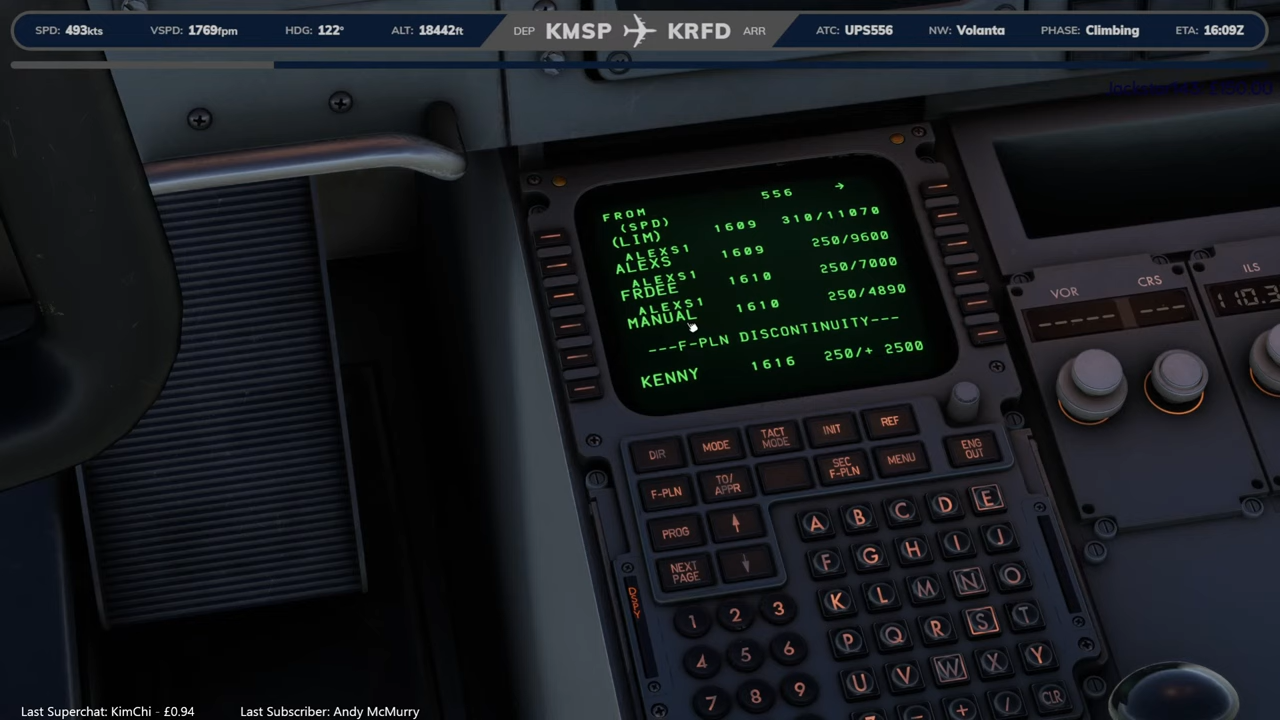 SPD: 493kts VSPD: 1769fpm HDG: 122° ALT: 18442ft DEP KMSP KRFD ARR ATC: UPS556 NW: Volanta PHASE: Climbing ETA: 16:09Z
FROM 556 →
(SPD)
(LIM) 1609 310/11070
ALEXS1
ALEXS 1609 250/9600
ALEXS1
FRDEE 1610 250/7000
ALEXS1
MANUAL 1610 250/4890
---F-PLN DISCONTINUITY---
KENNY 1616 250/+ 2500
VOR CRS ILS
----- --- 110.3
DIR MODE TACT MODE INIT REF
F-PLN TO/APPR SEC F-PLN MENU ENG OUT
PROG ↑
NEXT PAGE ↓
A B C D E
F G H I J
K L M N O
P Q R S T
U V W X Y
+ / CLR
1 2 3
4 5 6
7 8 9
Last Superchat: KimChi - £0.94 Last Subscriber: Andy McMurry